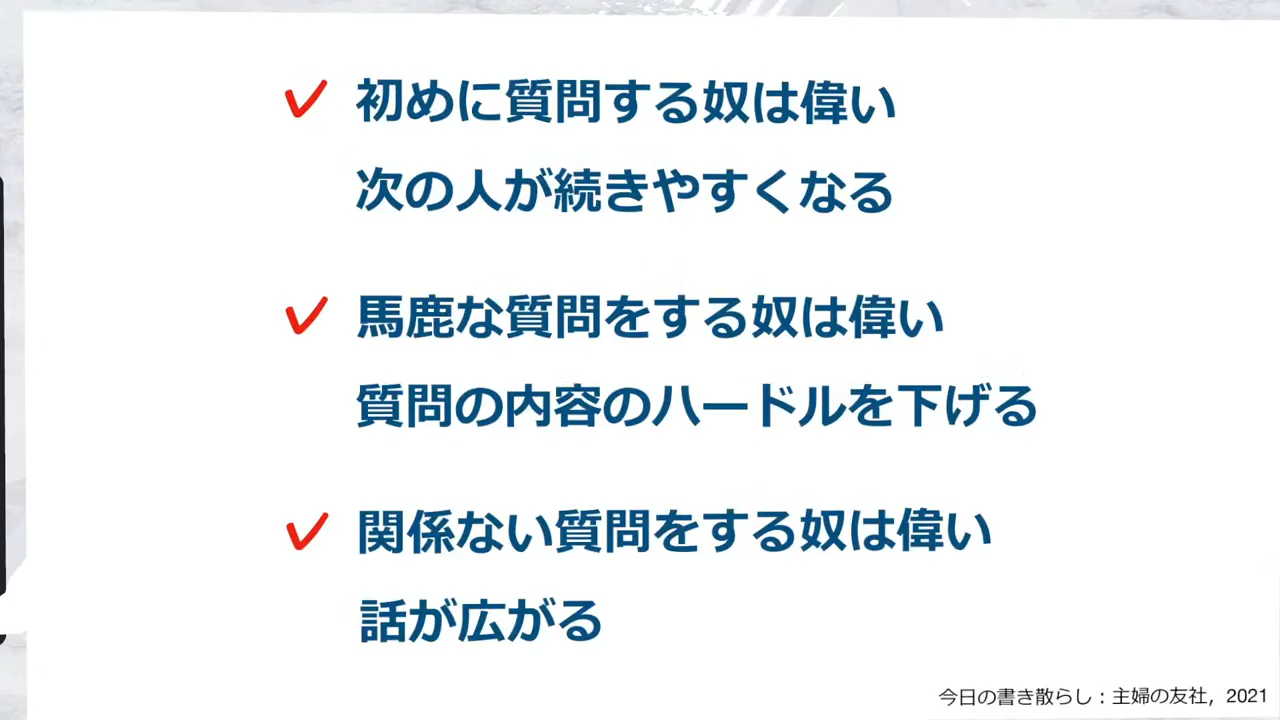 ✓ 初めに質問する奴は偉い
次の人が続きやすくなる
✓ 馬鹿な質問をする奴は偉い
質問の内容のハードルを下げる
✓ 関係ない質問をする奴は偉い
話が広がる
今日の書き散らし：主婦の友社，2021